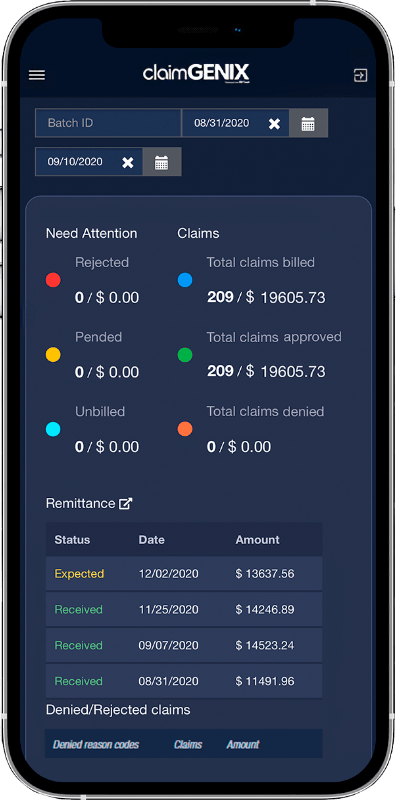 claimGENIX
Batch ID 08/31/2020
09/10/2020
Need Attention Claims
Rejected Total claims billed
0 / $ 0.00 209 / $ 19605.73
Pended Total claims approved
0 / $ 0.00 209 / $ 19605.73
Unbilled Total claims denied
0 / $ 0.00 0 / $ 0.00
Remittance
Status Date Amount
Expected 12/02/2020 $ 13637.56
Received 11/25/2020 $ 14246.89
Received 09/07/2020 $ 14523.24
Received 08/31/2020 $ 11491.96
Denied/Rejected claims
Denied reason codes Claims Amount